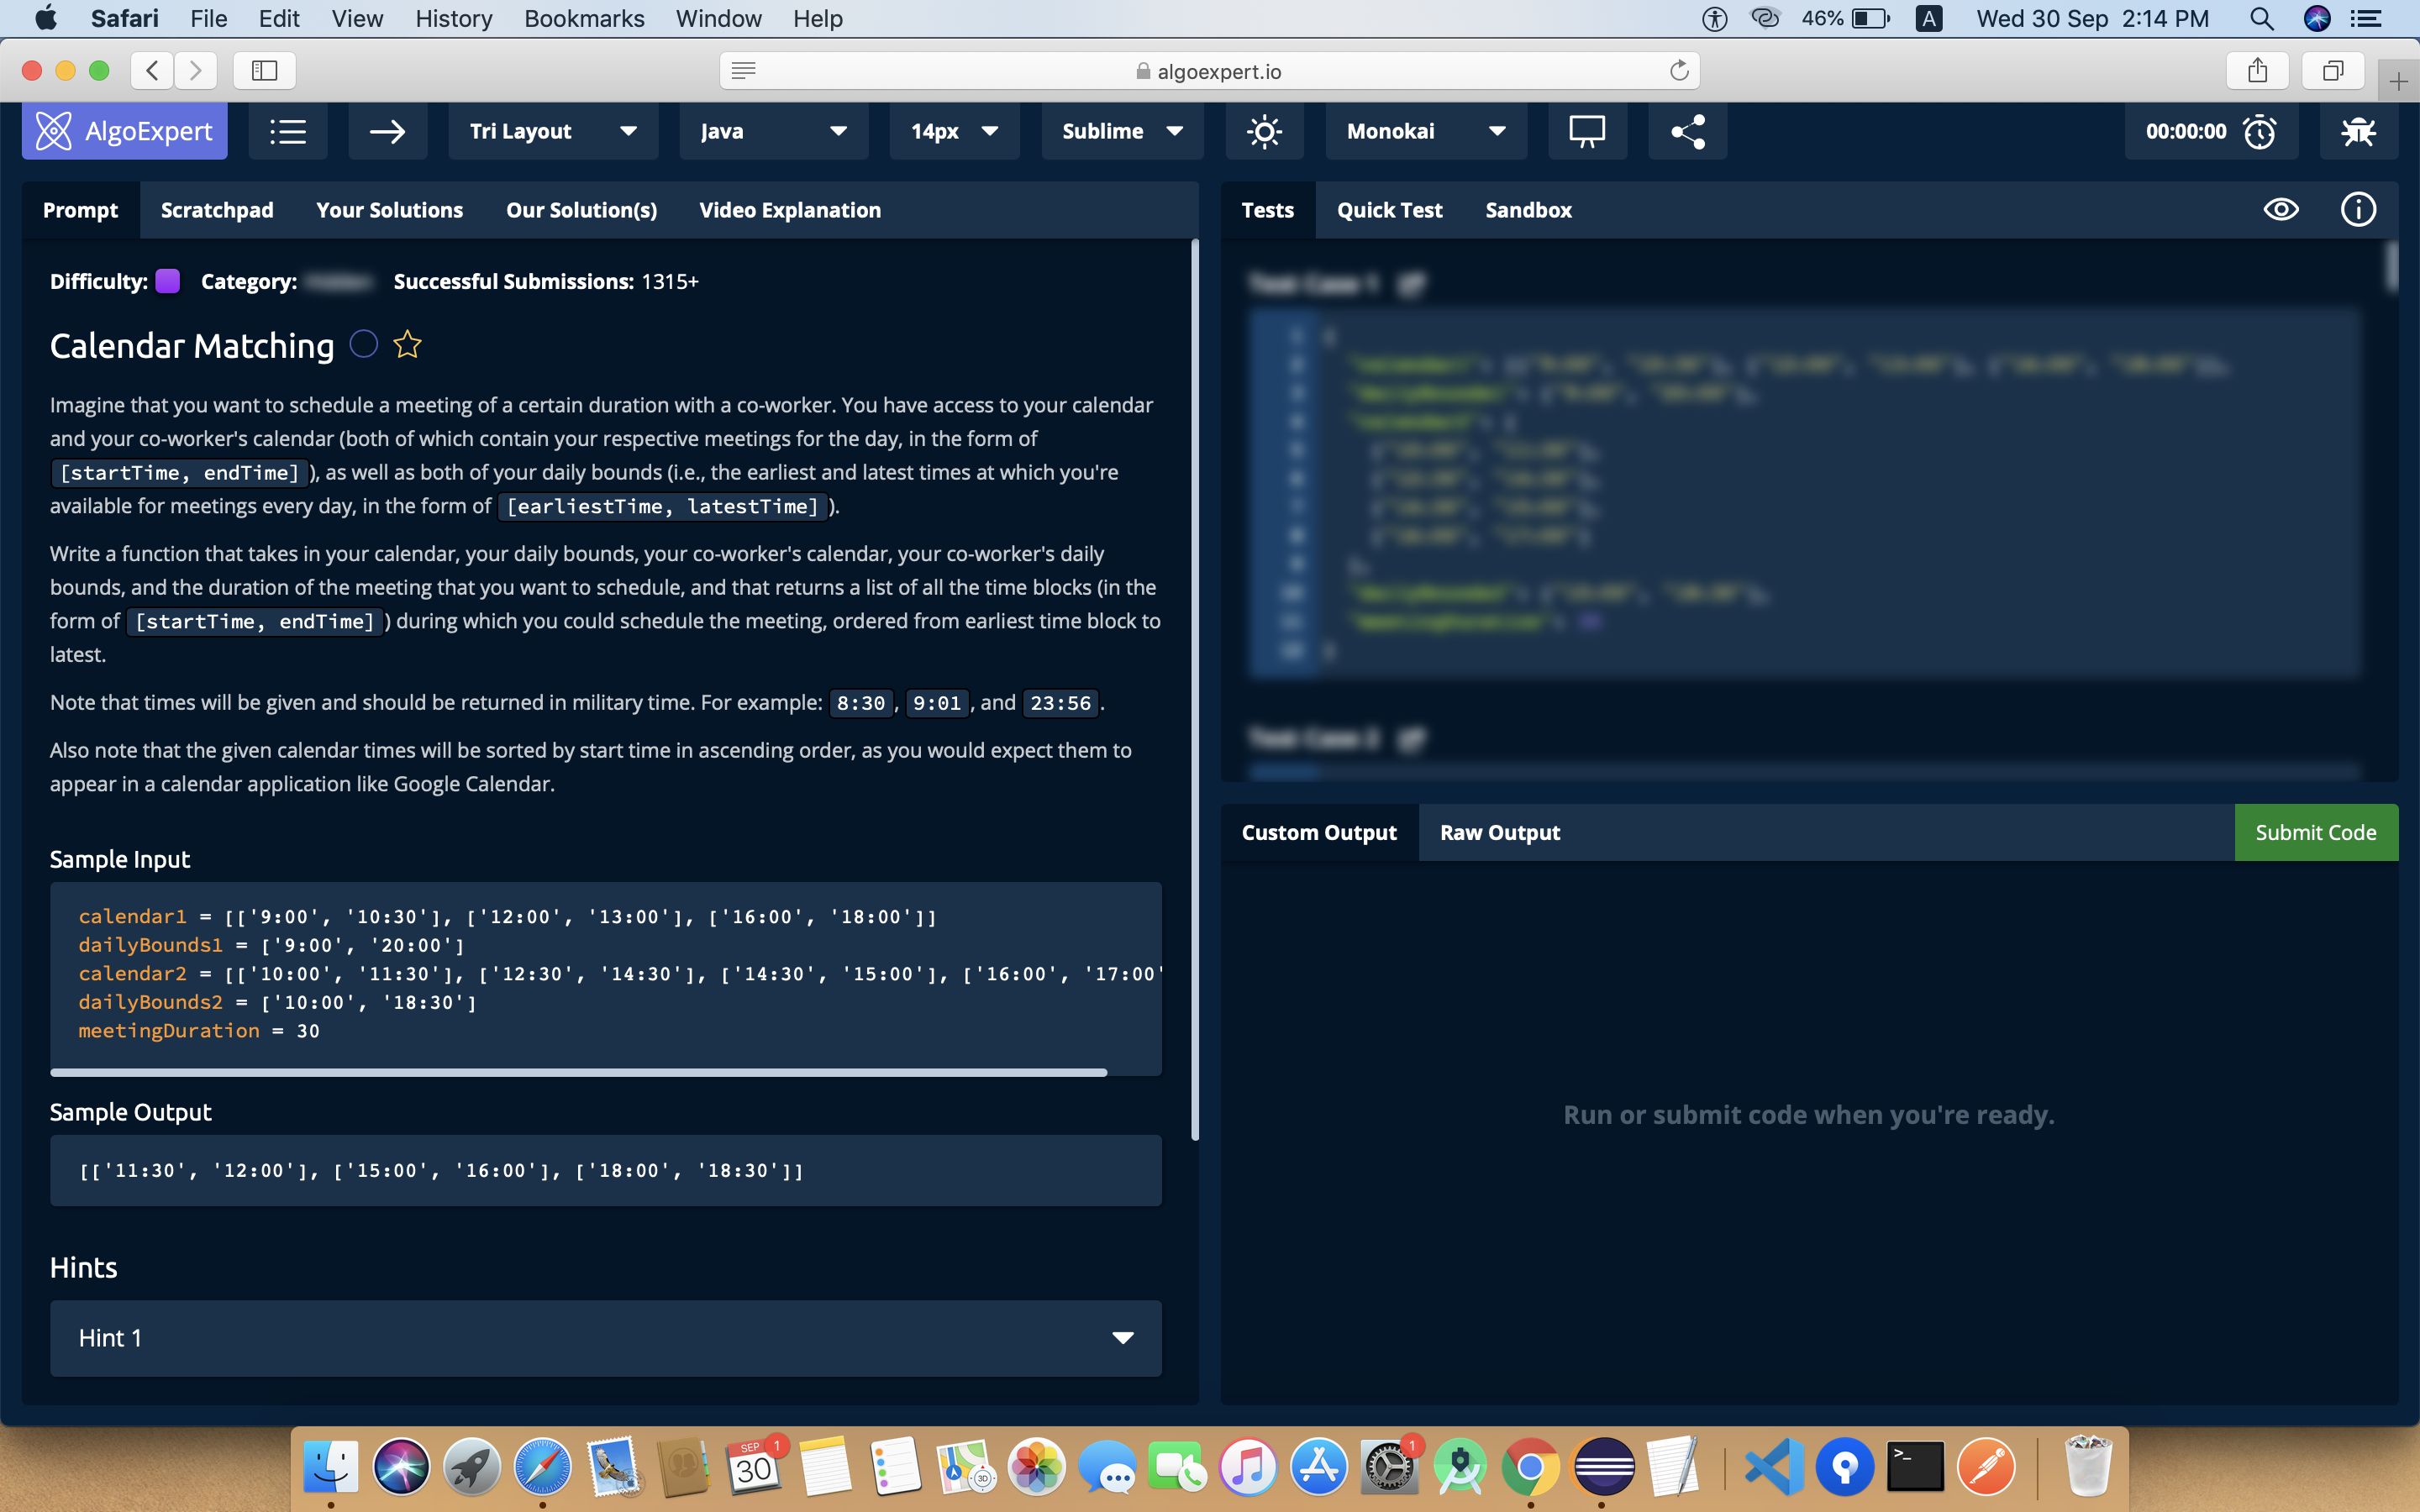 Safari File Edit View History Bookmarks Window Help 46% A Wed 30 Sep 2:14 PM
algoexpert.io
AlgoExpert Tri Layout Java 14px Sublime Monokai 00:00:00
Prompt Scratchpad Your Solutions Our Solution(s) Video Explanation
Difficulty: Category: Successful Submissions: 1315+
Calendar Matching
Imagine that you want to schedule a meeting of a certain duration with a co-worker. You have access to your calendar
and your co-worker's calendar (both of which contain your respective meetings for the day, in the form of
[startTime, endTime] ), as well as both of your daily bounds (i.e., the earliest and latest times at which you're
available for meetings every day, in the form of [earliestTime, latestTime] ).
Write a function that takes in your calendar, your daily bounds, your co-worker's calendar, your co-worker's daily
bounds, and the duration of the meeting that you want to schedule, and that returns a list of all the time blocks (in the
form of [startTime, endTime] ) during which you could schedule the meeting, ordered from earliest time block to
latest.
Note that times will be given and should be returned in military time. For example: 8:30 , 9:01 , and 23:56 .
Also note that the given calendar times will be sorted by start time in ascending order, as you would expect them to
appear in a calendar application like Google Calendar.
Sample Input
calendar1 = [['9:00', '10:30'], ['12:00', '13:00'], ['16:00', '18:00']]
dailyBounds1 = ['9:00', '20:00']
calendar2 = [['10:00', '11:30'], ['12:30', '14:30'], ['14:30', '15:00'], ['16:00', '17:00'
dailyBounds2 = ['10:00', '18:30']
meetingDuration = 30
Sample Output
[['11:30', '12:00'], ['15:00', '16:00'], ['18:00', '18:30']]
Hints
Hint 1
Tests Quick Test Sandbox
Test Case 1
Test Case 2
Custom Output Raw Output Submit Code
Run or submit code when you're ready.
SEP
30
1
3D
1
>_